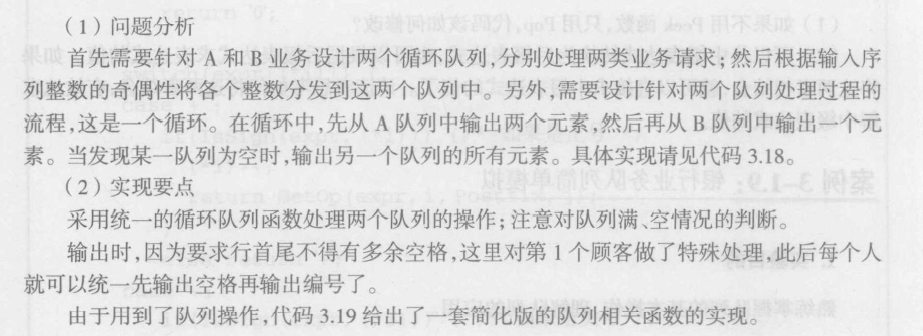 （1）问题分析
首先需要针对 A 和 B 业务设计两个循环队列，分别处理两类业务请求；然后根据输入序
列整数的奇偶性将各个整数分发到这两个队列中。另外，需要设计针对两个队列处理过程的
流程，这是一个循环。在循环中，先从 A 队列中输出两个元素，然后再从 B 队列中输出一个元
素。当发现某一队列为空时，输出另一个队列的所有元素。具体实现请见代码 3.18。
（2）实现要点
采用统一的循环队列函数处理两个队列的操作；注意对队列满、空情况的判断。
输出时，因为要求行首尾不得有多余空格，这里对第 1 个顾客做了特殊处理，此后每个人
就可以统一先输出空格再输出编号了。
由于用到了队列操作，代码 3.19 给出了一套简化版的队列相关函数的实现。